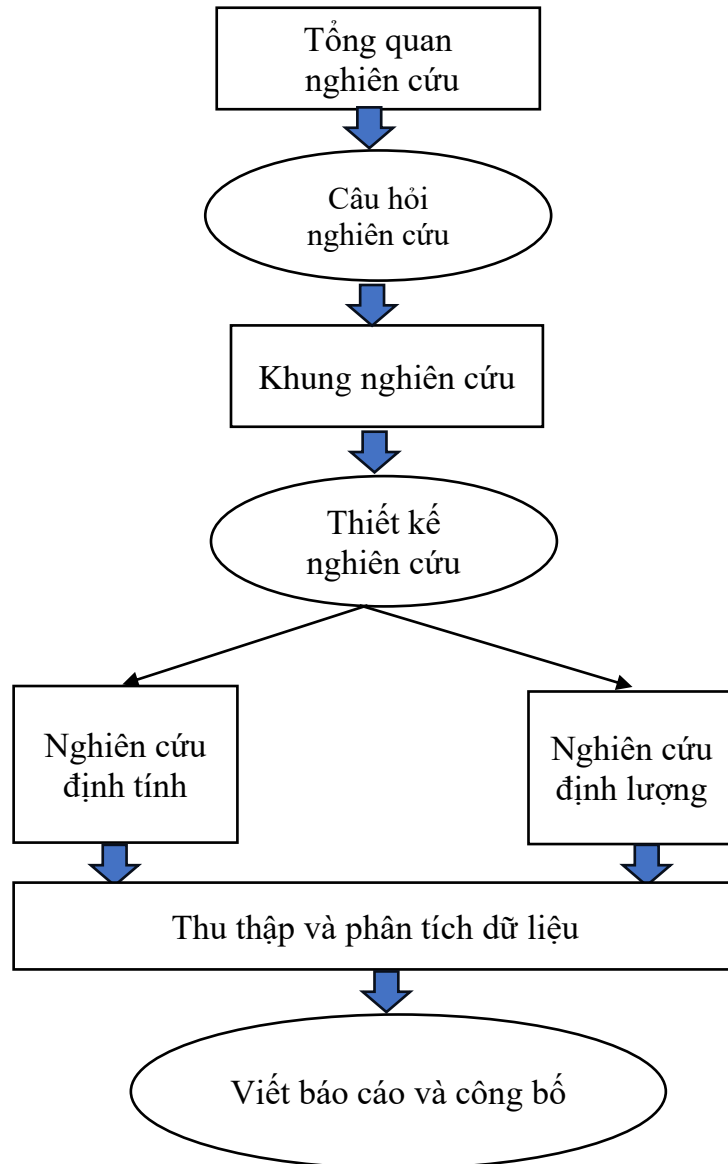 Tổng quan
nghiên cứu
Câu hỏi
nghiên cứu
Khung nghiên cứu
Thiết kế
nghiên cứu
Nghiên cứu
định tính
Nghiên cứu
định lượng
Thu thập và phân tích dữ liệu
Viết báo cáo và công bố